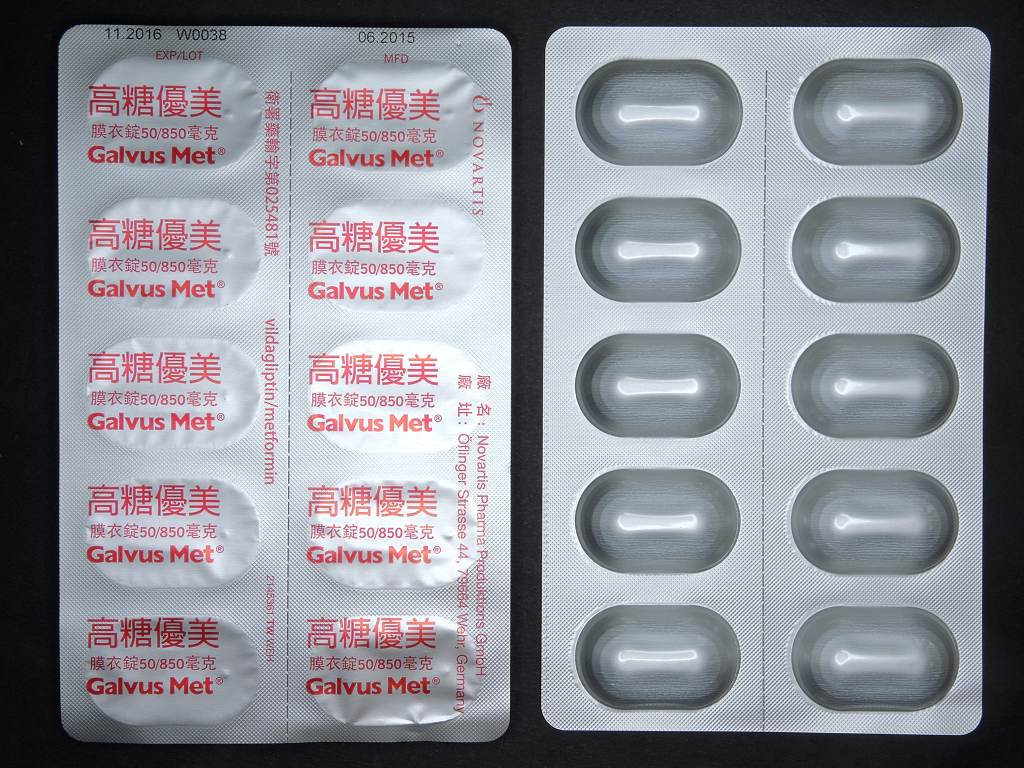 11.2016 W0038
06.2015
EXP/LOT
MFD
高糖優美
膜衣錠50/850毫克
Galvus Met®
高糖優美
膜衣錠50/850毫克
Galvus Met®
高糖優美
膜衣錠50/850毫克
Galvus Met®
高糖優美
膜衣錠50/850毫克
Galvus Met®
高糖優美
膜衣錠50/850毫克
Galvus Met®
高糖優美
膜衣錠50/850毫克
Galvus Met®
高糖優美
膜衣錠50/850毫克
Galvus Met®
高糖優美
膜衣錠50/850毫克
Galvus Met®
高糖優美
膜衣錠50/850毫克
Galvus Met®
高糖優美
膜衣錠50/850毫克
Galvus Met®
衛署藥輸字第025481號
vildagliptin/metformin
NOVARTIS
廠 名：Novartis Pharma Produktions GmbH
廠 址：Öflinger Strasse 44, 79664 Wehr, Germany